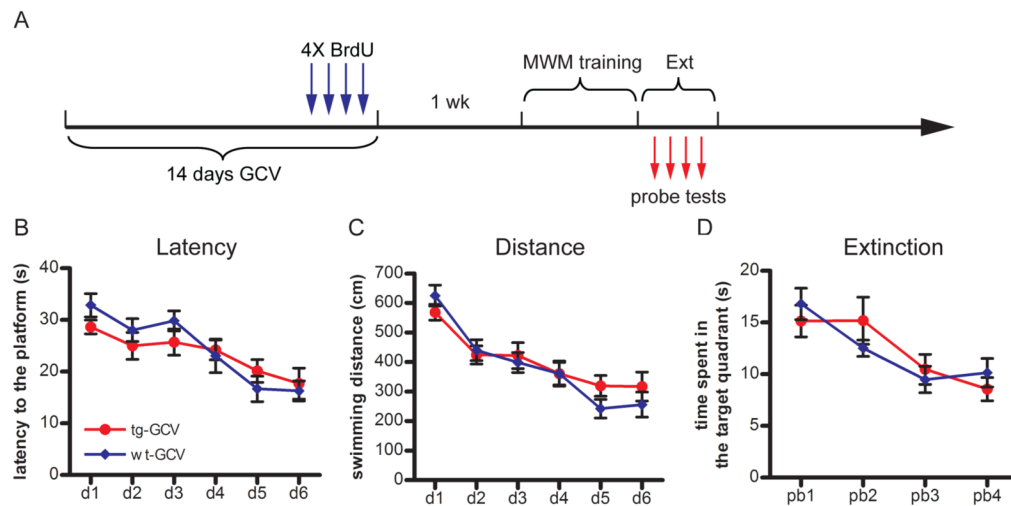 A
4X BrdU
MWM training
Ext
1 wk
14 days GCV
probe tests
B
Latency
latency to the platform (s)
40
30
20
10
0
tg-GCV
wt-GCV
d1 d2 d3 d4 d5 d6
C
Distance
swimming distance (cm)
700
600
500
400
300
200
100
0
d1 d2 d3 d4 d5 d6
D
Extinction
time spent in
the target quadrant (s)
20
15
10
5
0
pb1 pb2 pb3 pb4